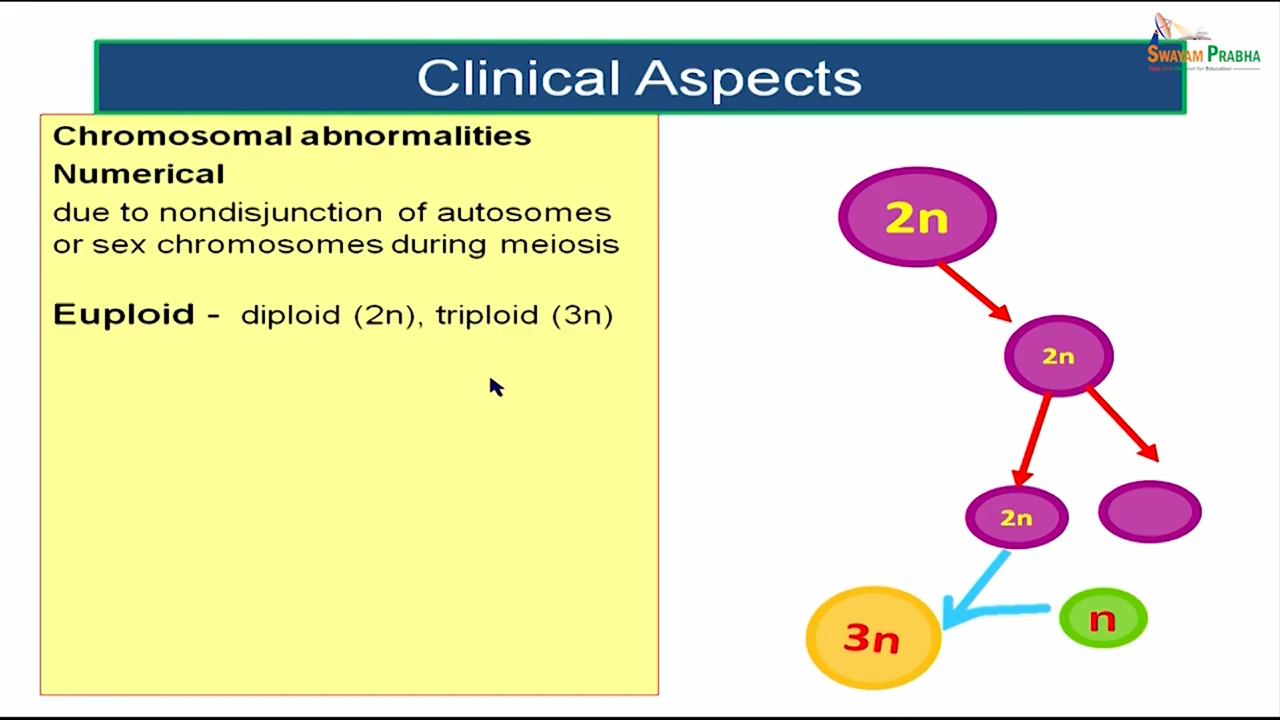 SWAYAM PRABHA
Clinical Aspects
Chromosomal abnormalities
Numerical
due to nondisjunction of autosomes
or sex chromosomes during meiosis
Euploid - diploid (2n), triploid (3n)
2n
2n
2n
3n
n